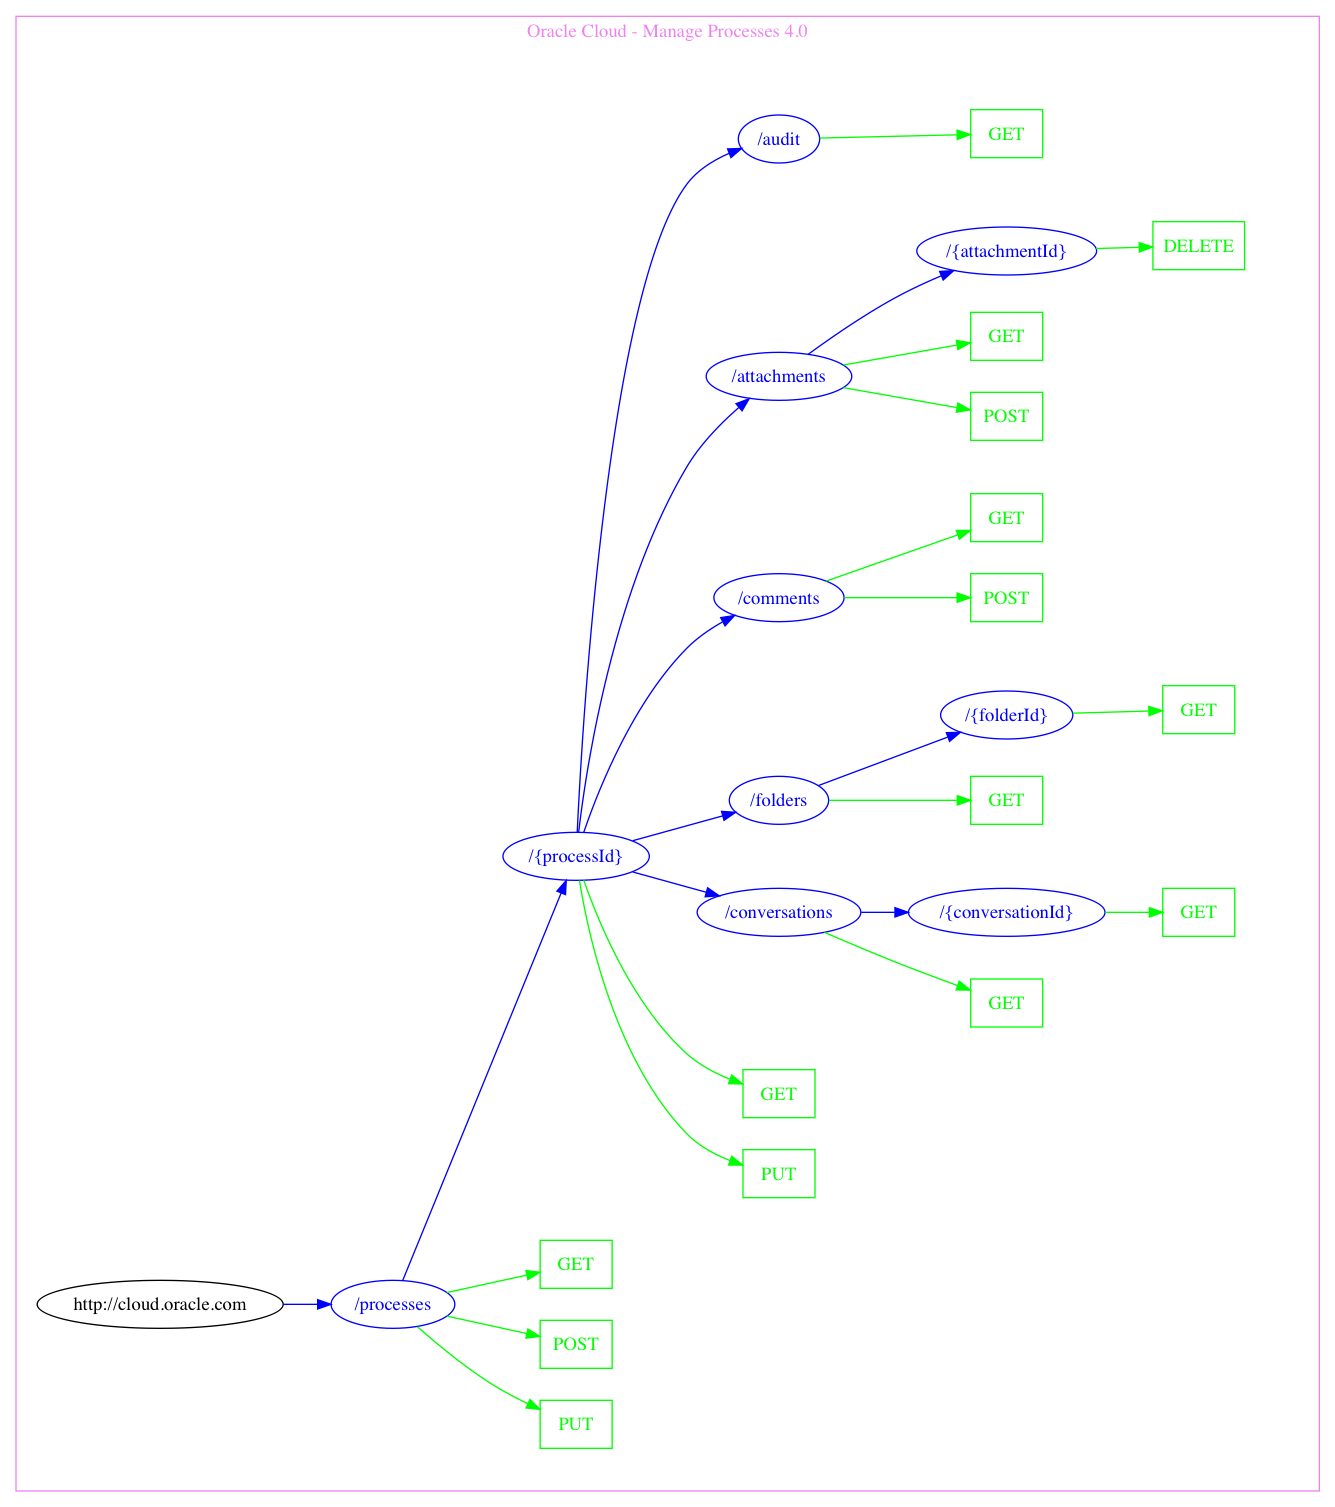 Oracle Cloud - Manage Processes 4.0
/audit
GET
/{attachmentId}
DELETE
/attachments
GET
POST
/comments
GET
POST
/{folderId}
GET
/folders
GET
/{processId}
/conversations
/{conversationId}
GET
GET
GET
PUT
http://cloud.oracle.com
/processes
GET
POST
PUT